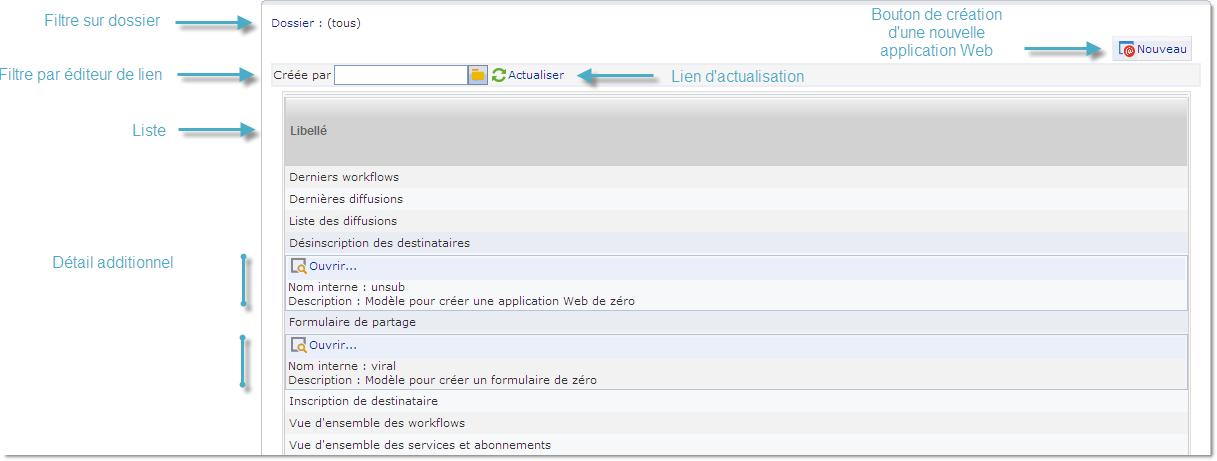 Filtre sur dossier
Dossier : (tous)
Bouton de création
d'une nouvelle
application Web
Nouveau
Filtre par éditeur de lien
Créée par
Actualiser
Lien d'actualisation
Liste
Libellé
Derniers workflows
Dernières diffusions
Liste des diffusions
Désinscription des destinataires
Détail additionnel
Ouvrir...
Nom interne : unsub
Description : Modèle pour créer une application Web de zéro
Formulaire de partage
Ouvrir...
Nom interne : viral
Description : Modèle pour créer un formulaire de zéro
Inscription de destinataire
Vue d'ensemble des workflows
Vue d'ensemble des services et abonnements